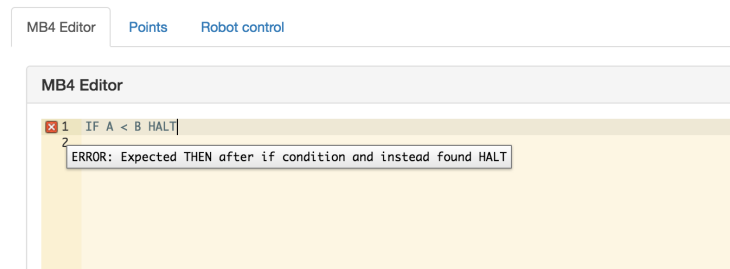 MB4 Editor Points Robot control
MB4 Editor
1 IF A < B HALT
2
ERROR: Expected THEN after if condition and instead found HALT